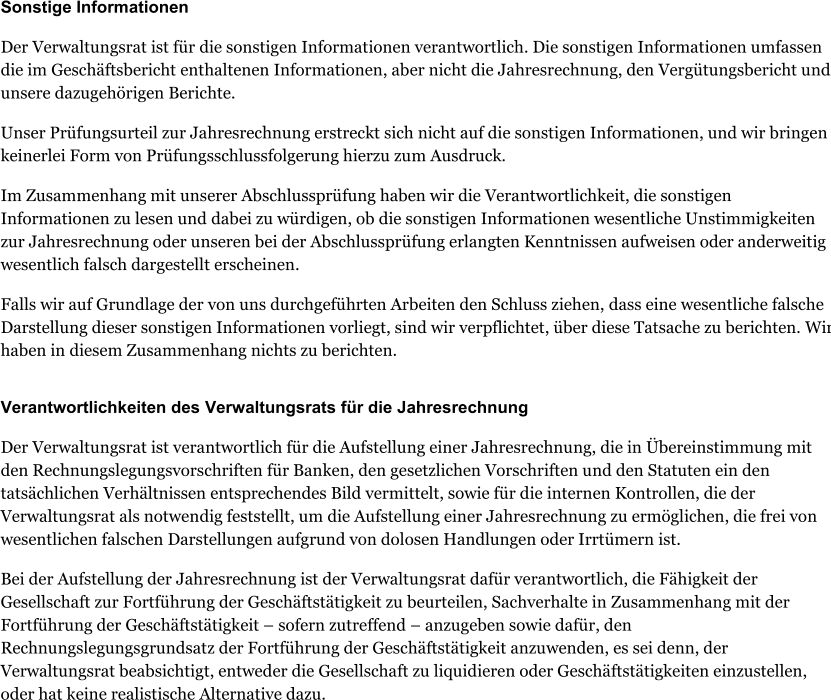 Sonstige Informationen
Der Verwaltungsrat ist für die sonstigen Informationen verantwortlich. Die sonstigen Informationen umfassen
die im Geschäftsbericht enthaltenen Informationen, aber nicht die Jahresrechnung, den Vergütungsbericht und
unsere dazugehörigen Berichte.
Unser Prüfungsurteil zur Jahresrechnung erstreckt sich nicht auf die sonstigen Informationen, und wir bringen
keinerlei Form von Prüfungsschlussfolgerung hierzu zum Ausdruck.
Im Zusammenhang mit unserer Abschlussprüfung haben wir die Verantwortlichkeit, die sonstigen
Informationen zu lesen und dabei zu würdigen, ob die sonstigen Informationen wesentliche Unstimmigkeiten
zur Jahresrechnung oder unseren bei der Abschlussprüfung erlangten Kenntnissen aufweisen oder anderweitig
wesentlich falsch dargestellt erscheinen.
Falls wir auf Grundlage der von uns durchgeführten Arbeiten den Schluss ziehen, dass eine wesentliche falsche
Darstellung dieser sonstigen Informationen vorliegt, sind wir verpflichtet, über diese Tatsache zu berichten. Wir
haben in diesem Zusammenhang nichts zu berichten.
Verantwortlichkeiten des Verwaltungsrats für die Jahresrechnung
Der Verwaltungsrat ist verantwortlich für die Aufstellung einer Jahresrechnung, die in Übereinstimmung mit
den Rechnungslegungsvorschriften für Banken, den gesetzlichen Vorschriften und den Statuten ein den
tatsächlichen Verhältnissen entsprechendes Bild vermittelt, sowie für die internen Kontrollen, die der
Verwaltungsrat als notwendig feststellt, um die Aufstellung einer Jahresrechnung zu ermöglichen, die frei von
wesentlichen falschen Darstellungen aufgrund von dolosen Handlungen oder Irrtümern ist.
Bei der Aufstellung der Jahresrechnung ist der Verwaltungsrat dafür verantwortlich, die Fähigkeit der
Gesellschaft zur Fortführung der Geschäftstätigkeit zu beurteilen, Sachverhalte in Zusammenhang mit der
Fortführung der Geschäftstätigkeit – sofern zutreffend – anzugeben sowie dafür, den
Rechnungslegungsgrundsatz der Fortführung der Geschäftstätigkeit anzuwenden, es sei denn, der
Verwaltungsrat beabsichtigt, entweder die Gesellschaft zu liquidieren oder Geschäftstätigkeiten einzustellen,
oder hat keine realistische Alternative dazu.